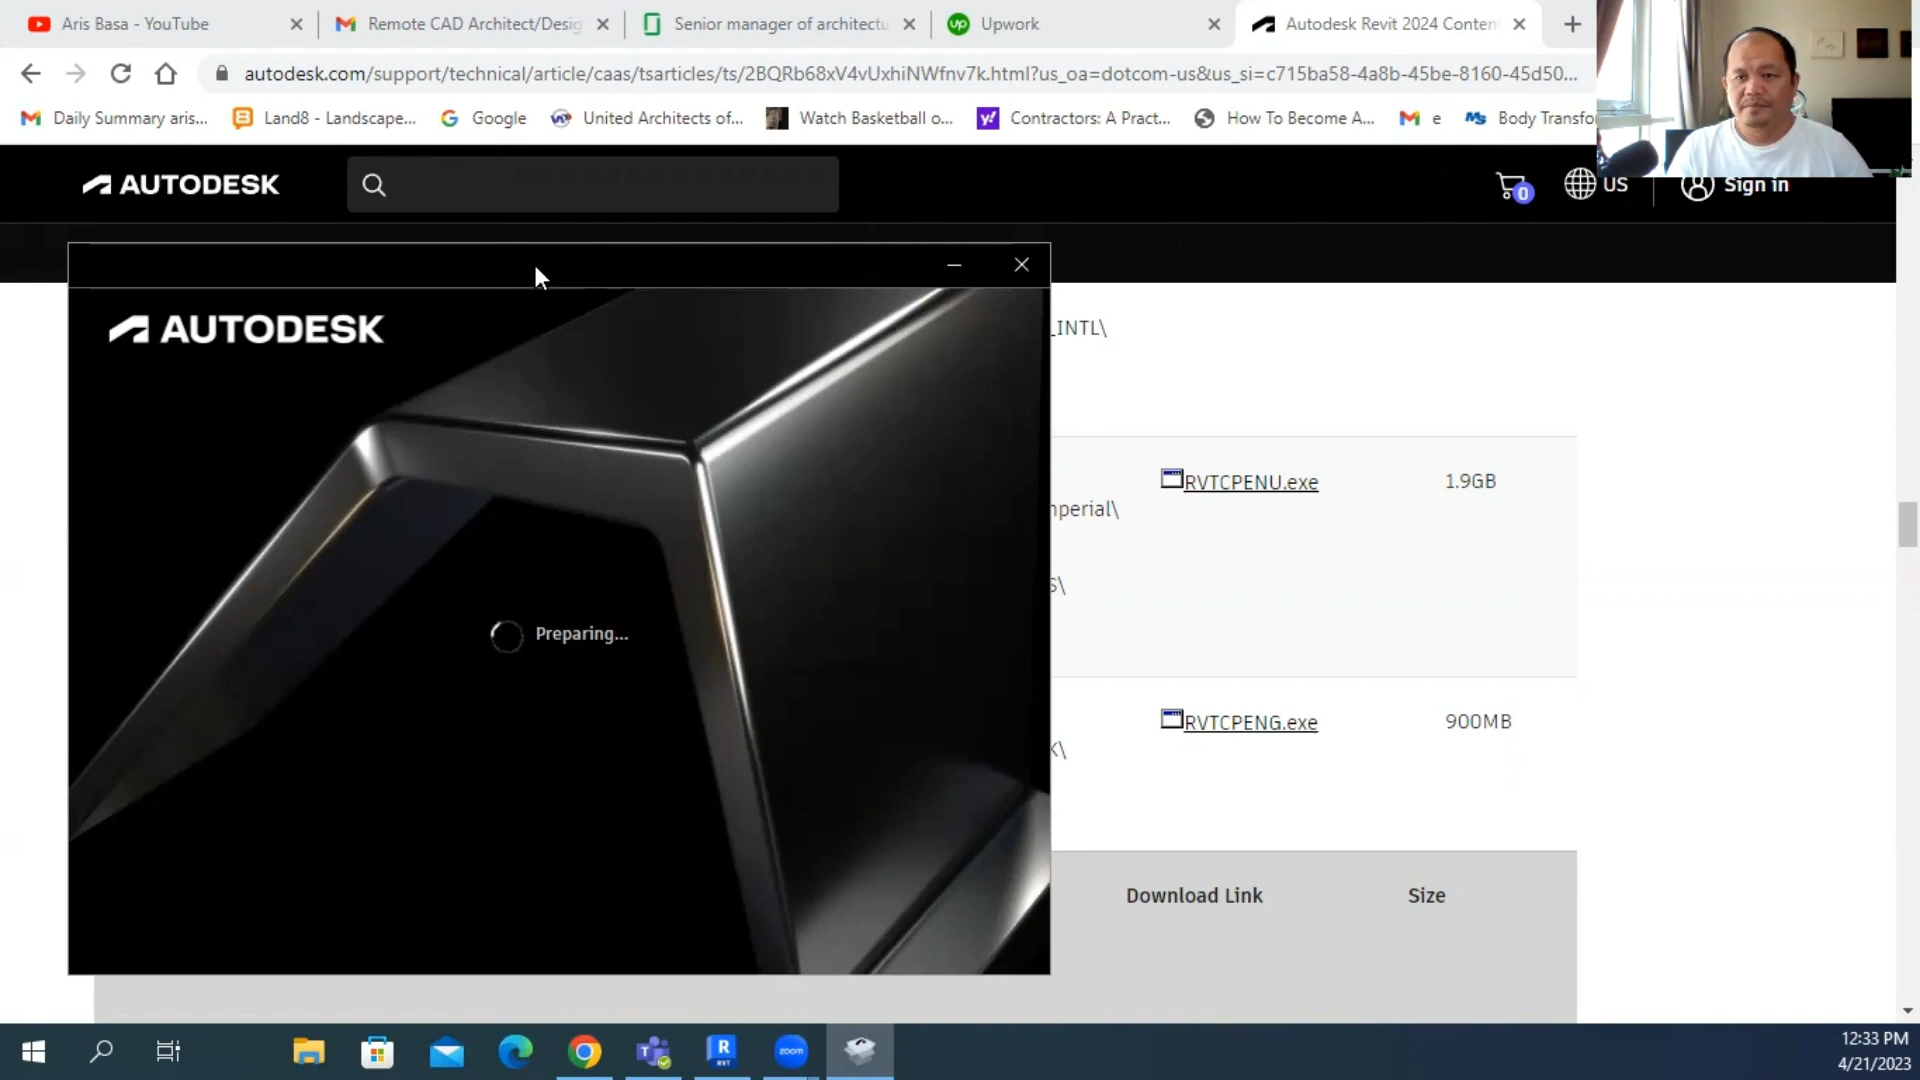 Aris Basa - YouTube
Remote CAD Architect/Desig
Senior manager of architectu
Upwork
Autodesk Revit 2024 Conten
autodesk.com/support/technical/article/caas/tsarticles/ts/2BQRb68xV4vUxhiNWfnv7k.html?us_oa=dotcom-us&us_si=c715ba58-4a8b-45be-8160-45d50...
Daily Summary aris...
Land8 - Landscape...
Google
United Architects of...
Watch Basketball o...
Contractors: A Pract...
How To Become A...
e
Body Transfo
AUTODESK
0
US
Sign in
AUTODESK
_INTL\
RVTCPENU.exe
1.9GB
mperial\
S\
Preparing...
RVTCPENG.exe
900MB
K\
Download Link
Size
zoom
12:33 PM
4/21/2023